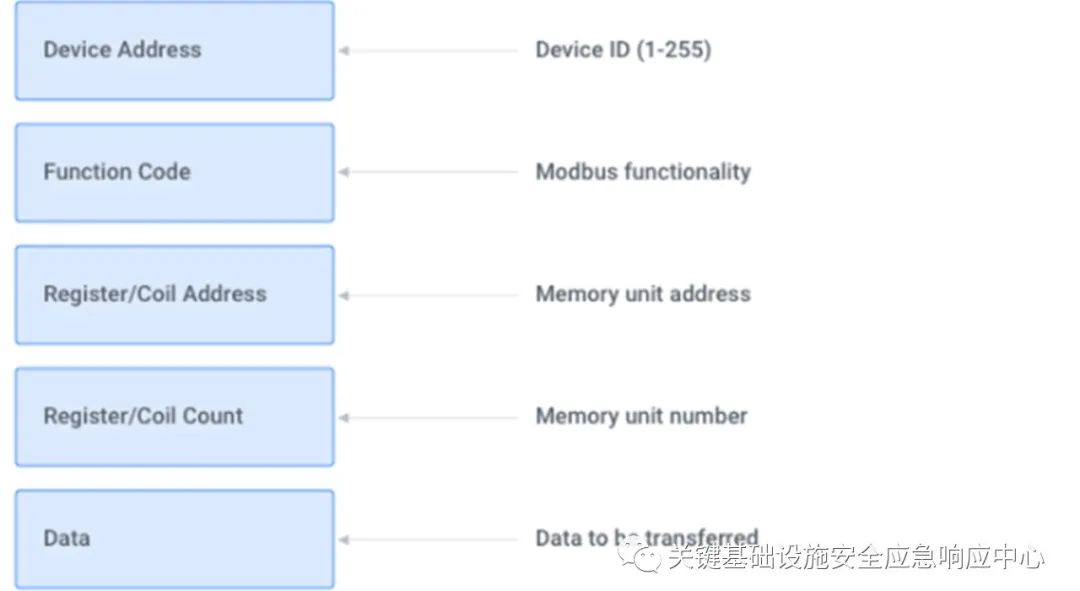 Device Address
Device ID (1-255)
Function Code
Modbus functionality
Register/Coil Address
Memory unit address
Register/Coil Count
Memory unit number
Data
Data to be transferred
关键基础设施安全应急响应中心